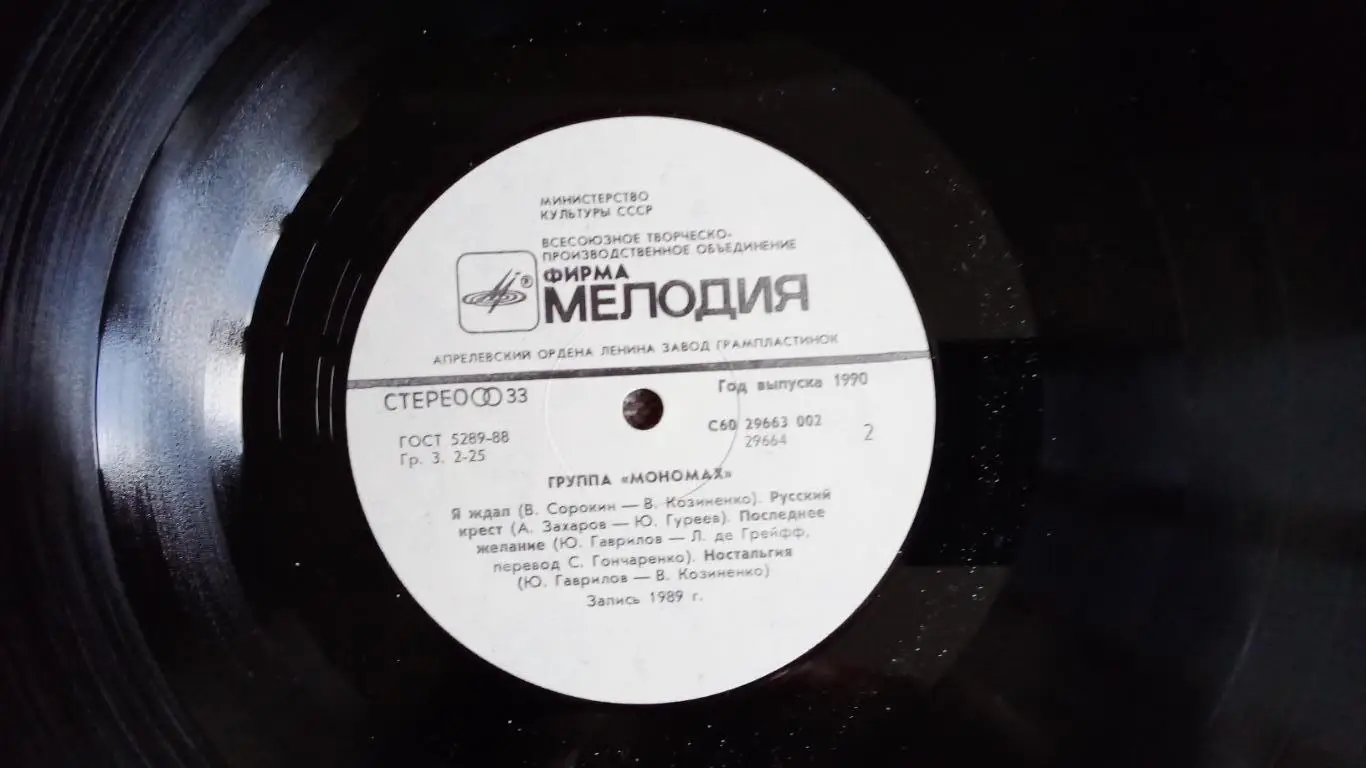 МИНИСТЕРСТВО
КУЛЬТУРЫ СССР
ВСЕСОЮЗНОЕ ТВОРЧЕСКО-
ПРОИЗВОДСТВЕННОЕ ОБЪЕДИНЕНИЕ
ФИРМА
®
МЕЛОДИЯ
АПРЕЛЕВСКИЙ ОРДЕНА ЛЕНИНА ЗАВОД ГРАМПЛАСТИНОК
СТЕРЕО 33
Год выпуска 1990
ГОСТ 5289-88
Гр. 3. 2-25
С60 29663 002
29664
2
ГРУППА «МОНОМАХ»
Я ждал (В. Сорокин — В. Козиненко). Русский
крест (А. Захаров — Ю. Гуреев). Последнее
желание (Ю. Гаврилов — Л. де Грейфф,
перевод С. Гончаренко). Ностальгия
(Ю. Гаврилов — В. Козиненко)
Запись 1989 г.